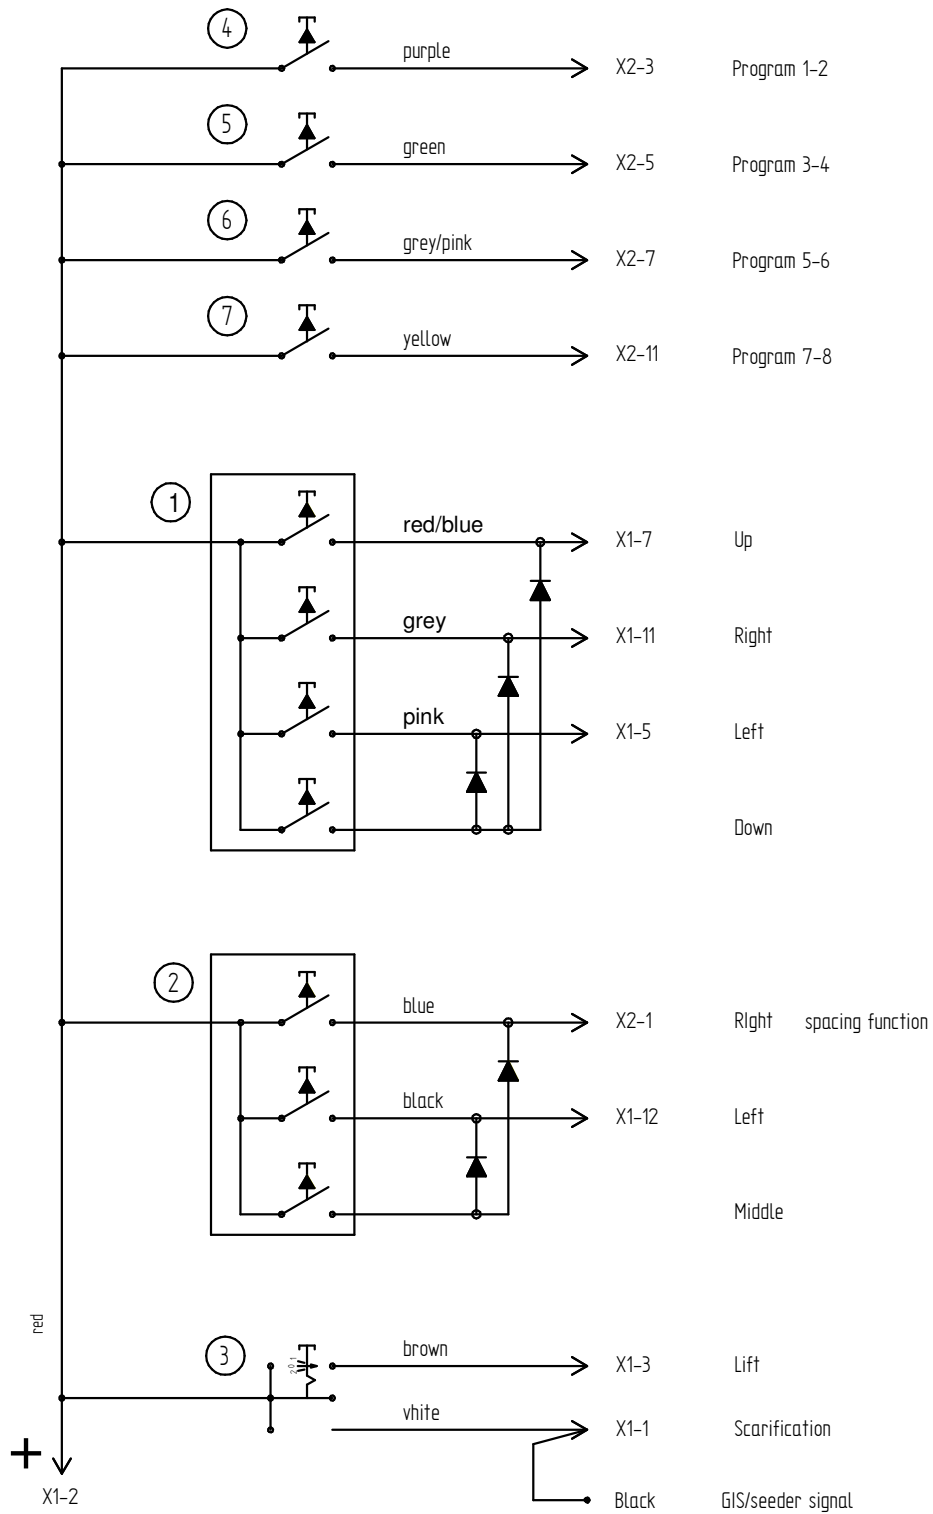 4
purple
X2-3 Program 1-2
5
green
X2-5 Program 3-4
6
grey/pink
X2-7 Program 5-6
7
yellow
X2-11 Program 7-8
1
red/blue
X1-7 Up
grey
X1-11 Right
pink
X1-5 Left
Down
2
blue
X2-1 RIght spacing function
black
X1-12 Left
Middle
red
3
2 0 1
brown
X1-3 Lift
vhite
X1-1 Scarification
+
X1-2
Black GIS/seeder signal